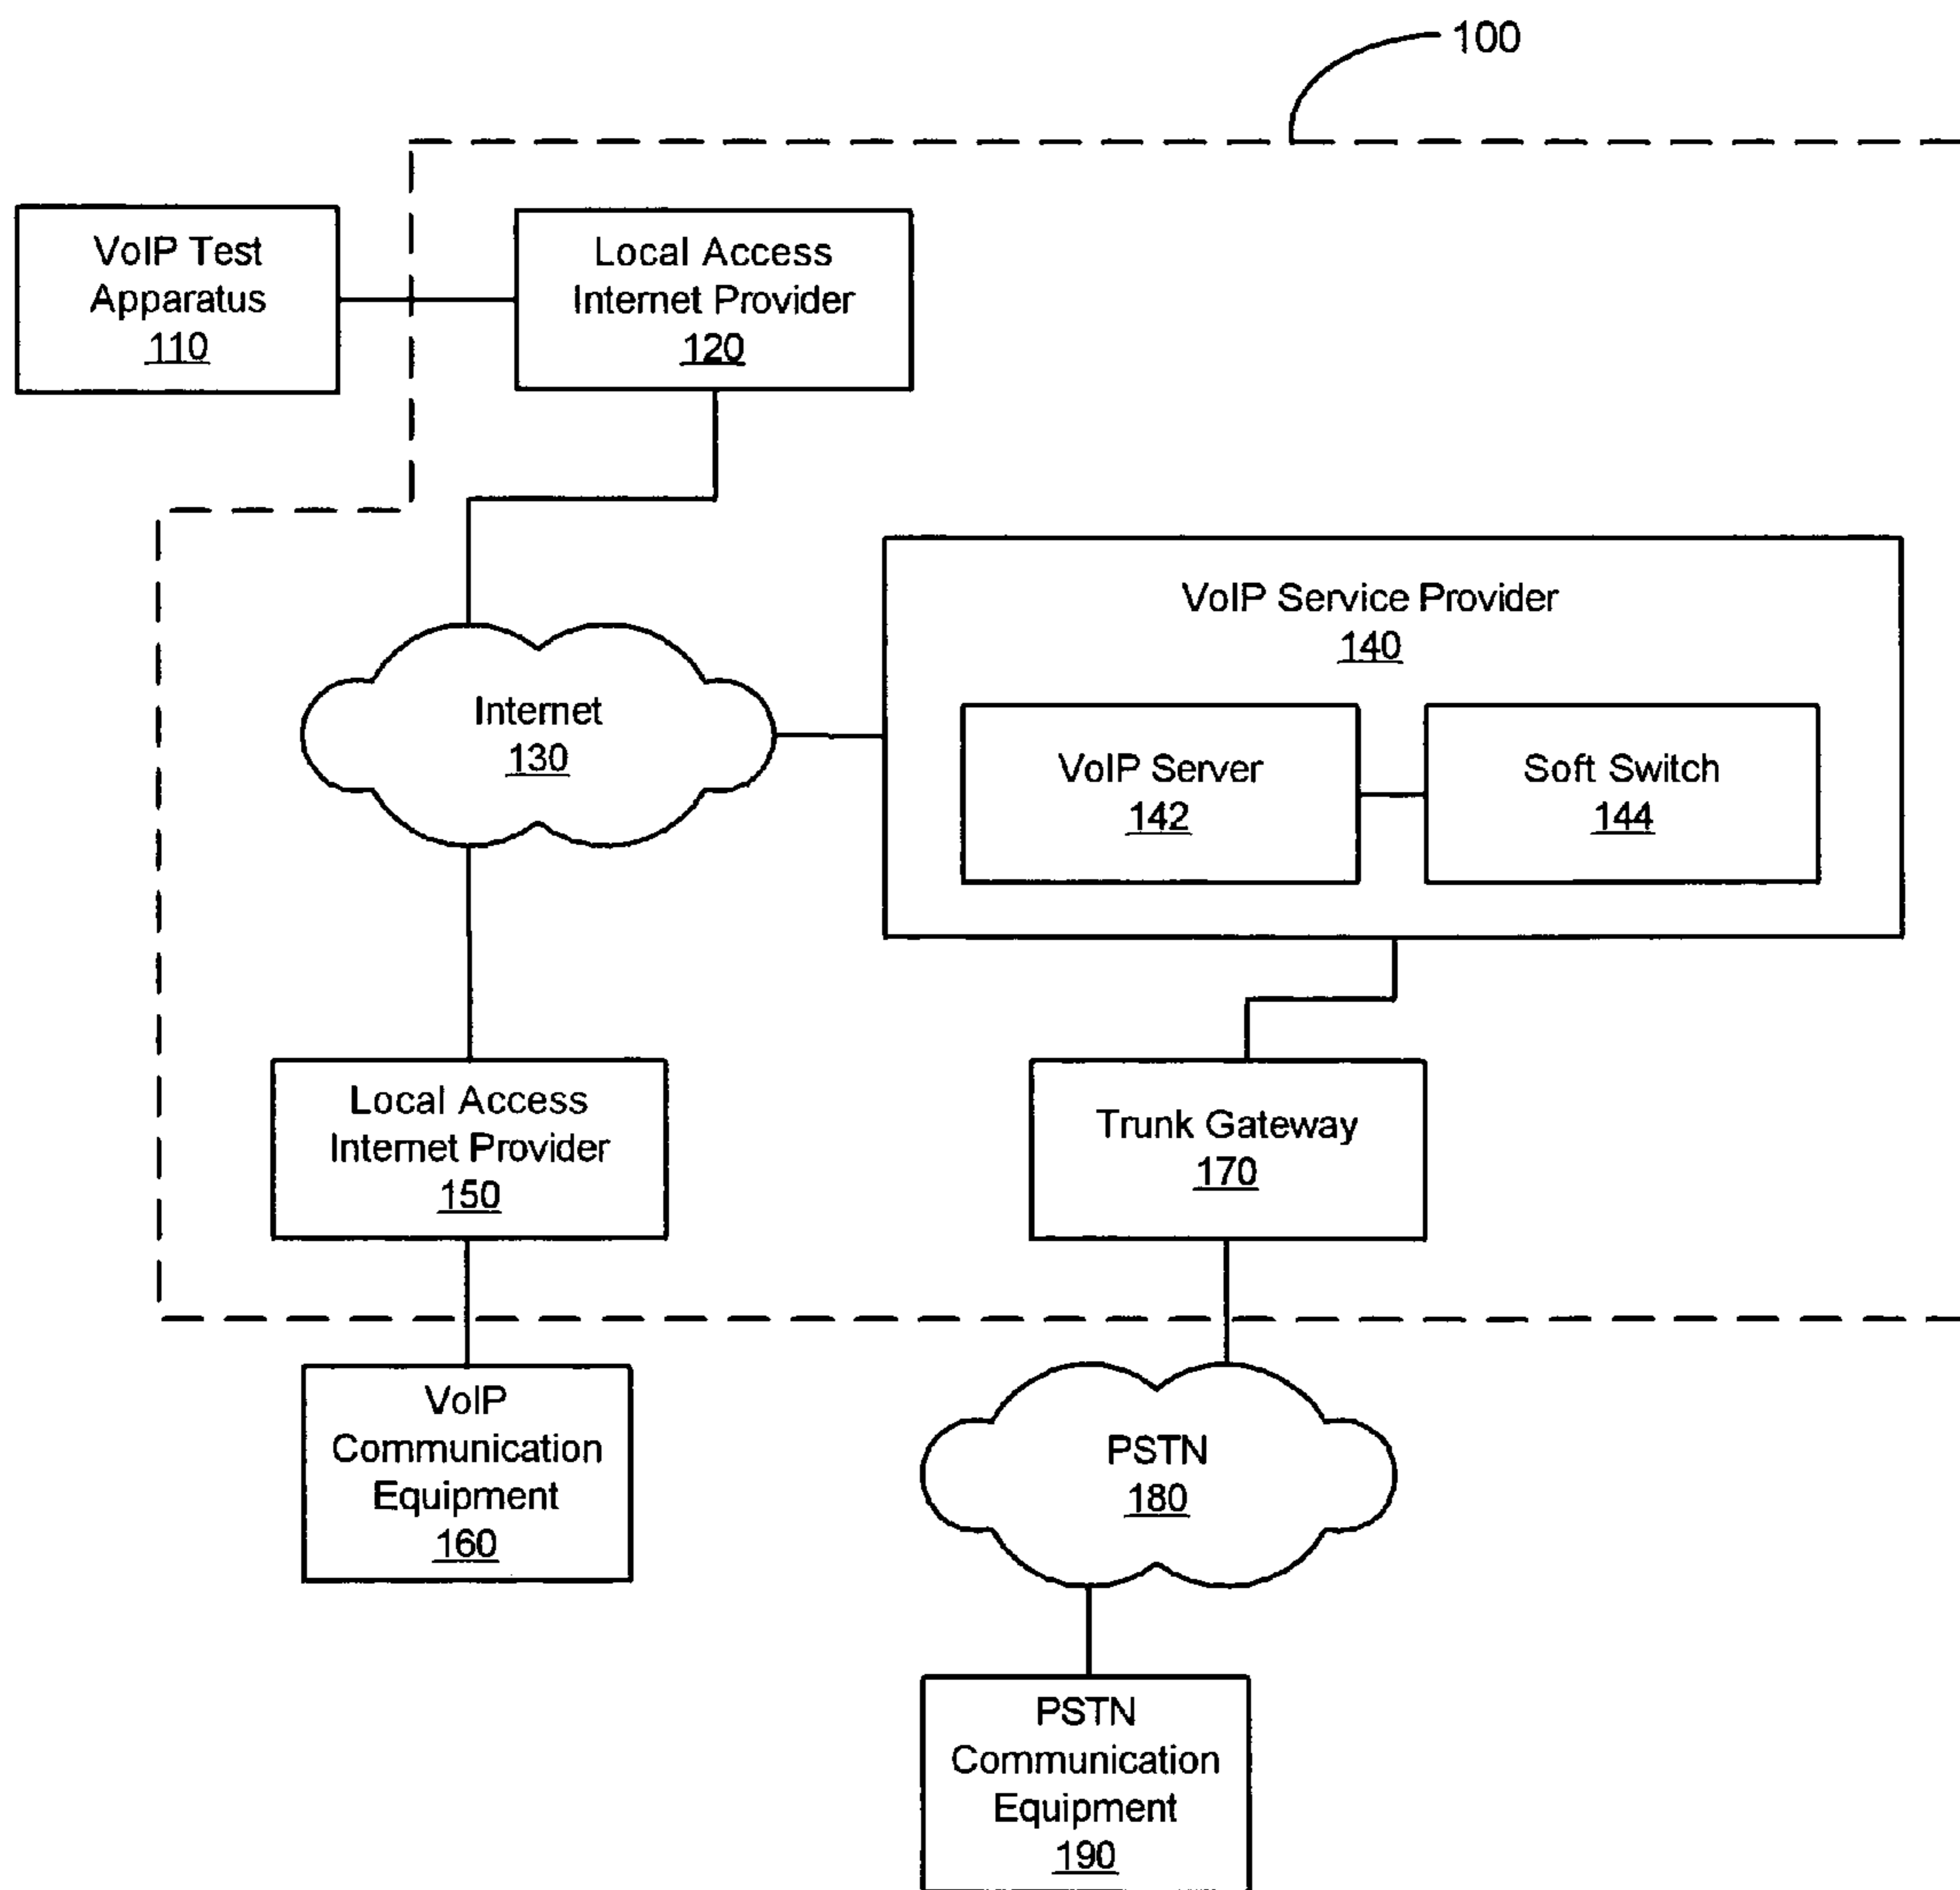 100
VoIP Test
Apparatus
110
Local Access
Internet Provider
120
VoIP Service Provider
140
Internet
130
VoIP Server
142
Soft Switch
144
Local Access
Internet Provider
150
Trunk Gateway
170
VoIP
Communication
Equipment
160
PSTN
180
PSTN
Communication
Equipment
190